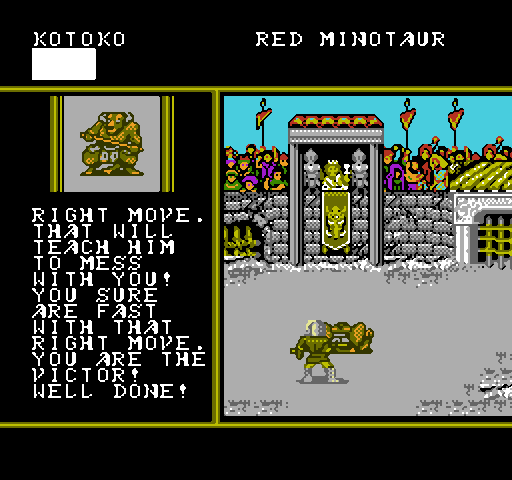 KOTOKO
RED MINOTAUR
RIGHT MOVE.
THAT WILL
TEACH HIM
TO MESS
WITH YOU!
YOU SURE
ARE FAST
WITH THAT
RIGHT MOVE.
YOU ARE THE
VICTOR!
WELL DONE!